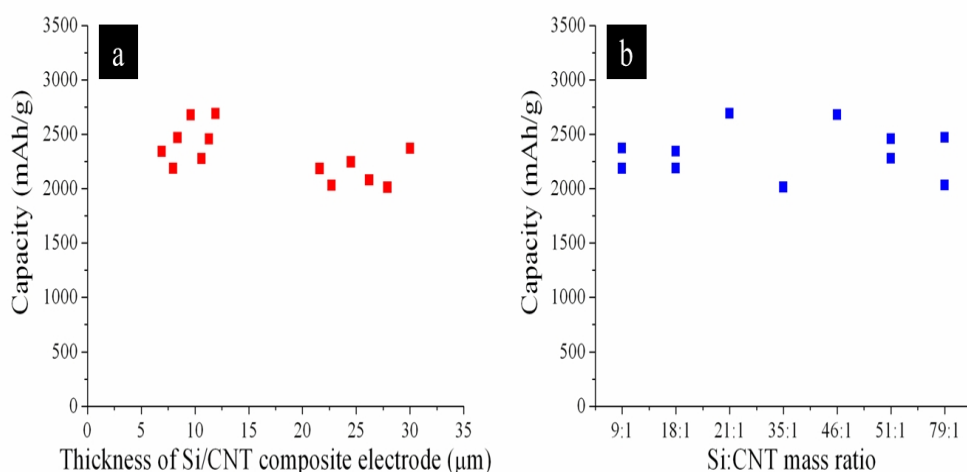 a
Capacity (mAh/g)
3500
3000
2500
2000
1500
1000
500
0
0 5 10 15 20 25 30 35
Thickness of Si/CNT composite electrode (μm)
b
Capacity (mAh/g)
3500
3000
2500
2000
1500
1000
500
0
9:1 18:1 21:1 35:1 46:1 51:1 79:1
Si:CNT mass ratio